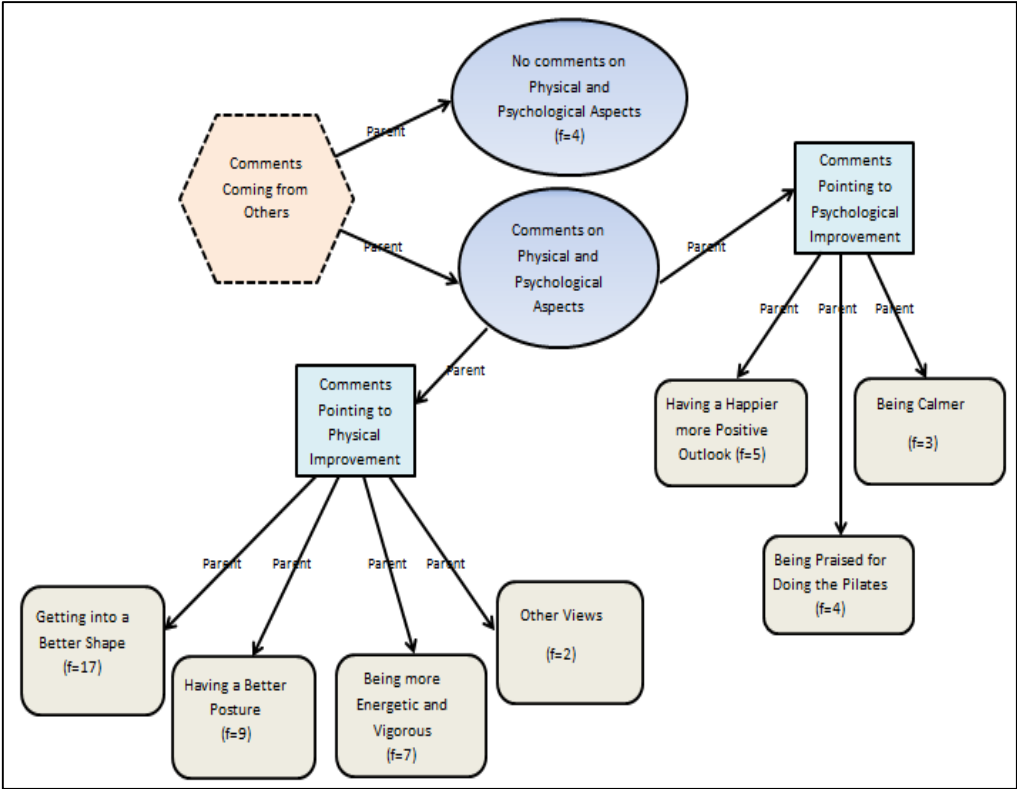 No comments on
Physical and
Psychological Aspects
(f=4)
Parent
Comments
Coming from
Others
Parent
Comments on
Physical and
Psychological
Aspects
Parent
Comments
Pointing to
Psychological
Improvement
Parent
Parent
Parent
Having a Happier
more Positive
Outlook (f=5)
Being Calmer
(f=3)
Being Praised for
Doing the Pilates
(f=4)
Parent
Comments
Pointing to
Physical
Improvement
Parent
Parent
Parent
Parent
Getting into a
Better Shape
(f=17)
Having a Better
Posture
(f=9)
Being more
Energetic and
Vigorous
(f=7)
Other Views
(f=2)